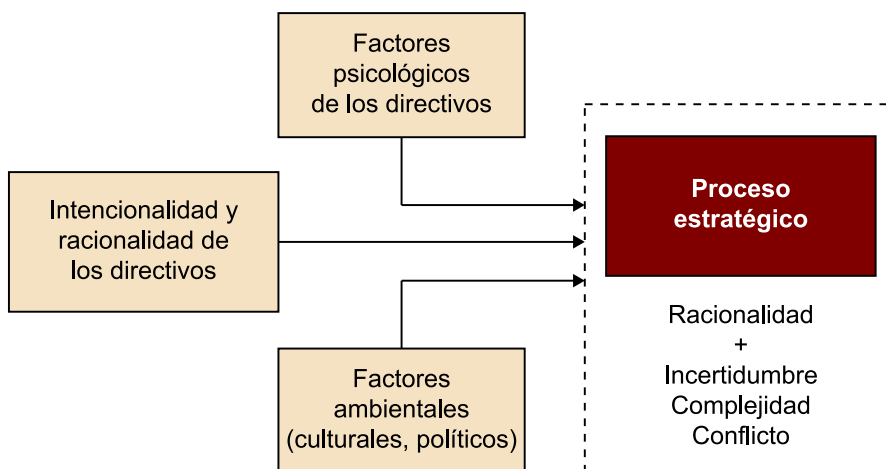 Factores
psicológicos
de los directivos
Intencionalidad y
racionalidad de
los directivos
Factores
ambientales
(culturales, políticos)
Proceso
estratégico
Racionalidad
+
Incertidumbre
Complejidad
Conflicto